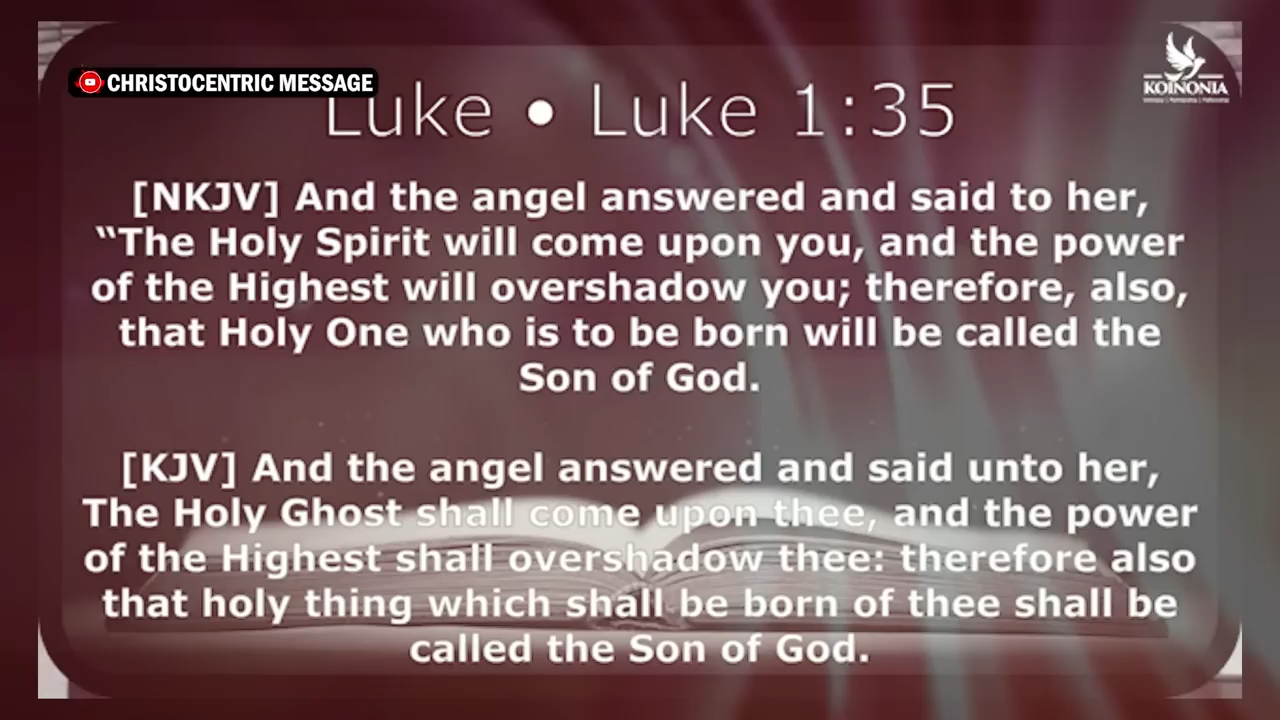 CHRISTOCENTRIC MESSAGE
KOINONIA
Luke • Luke 1:35
[NKJV] And the angel answered and said to her,
“The Holy Spirit will come upon you, and the power
of the Highest will overshadow you; therefore, also,
that Holy One who is to be born will be called the
Son of God.
[KJV] And the angel answered and said unto her,
The Holy Ghost shall come upon thee, and the power
of the Highest shall overshadow thee: therefore also
that holy thing which shall be born of thee shall be
called the Son of God.